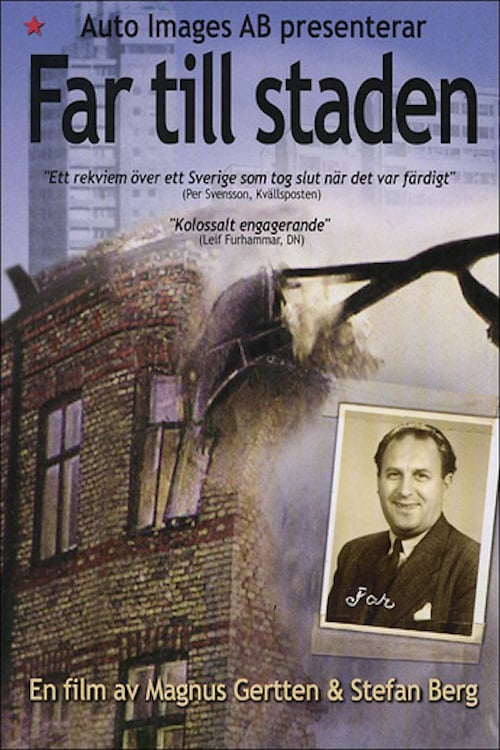 Auto Images AB presenterar
Far till staden
"Ett rekviem över ett Sverige som tog slut när det var färdigt"
(Per Svensson, Kvällsposten)
"Kolossalt engagerande"
(Leif Furhammar, DN)
Far
En film av Magnus Gertten & Stefan Berg